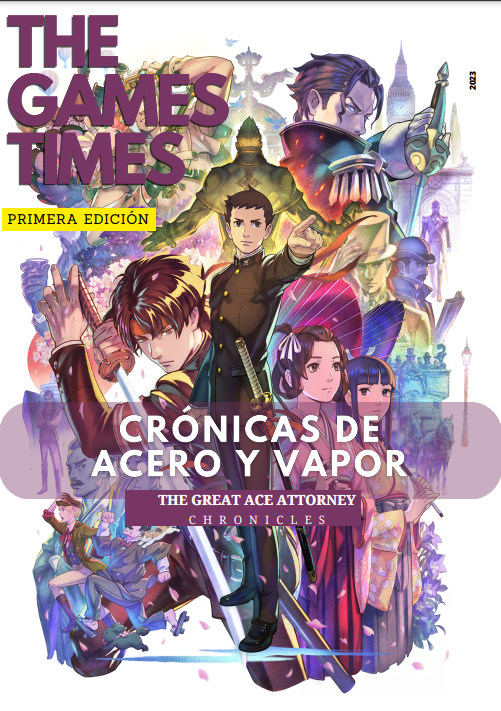 THE
GAMES
TIMES
2023
PRIMERA EDICIÓN
CRÓNICAS DE
ACERO Y VAPOR
THE GREAT ACE ATTORNEY
CHRONICLES